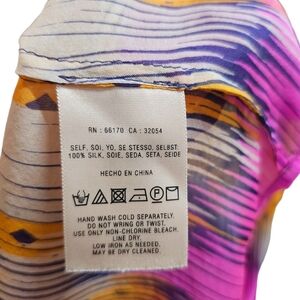 RN : 66170 CA : 32054
SELF, SOI, YO, SE STESSO, SELBST:
100% SILK, SOIE, SEDA, SETA, SEIDE
HECHO EN CHINA
HAND WASH COLD SEPARATELY.
DO NOT WRING OR TWIST.
USE ONLY NON-CHLORINE BLEACH.
LINE DRY.
LOW IRON AS NEEDED.
MAY BE DRY CLEANED.